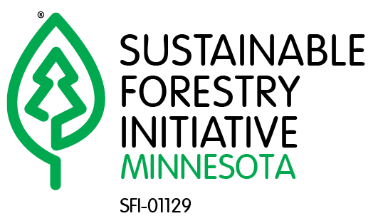 ®
SUSTAINABLE
FORESTRY
INITIATIVE
MINNESOTA
SFI-01129